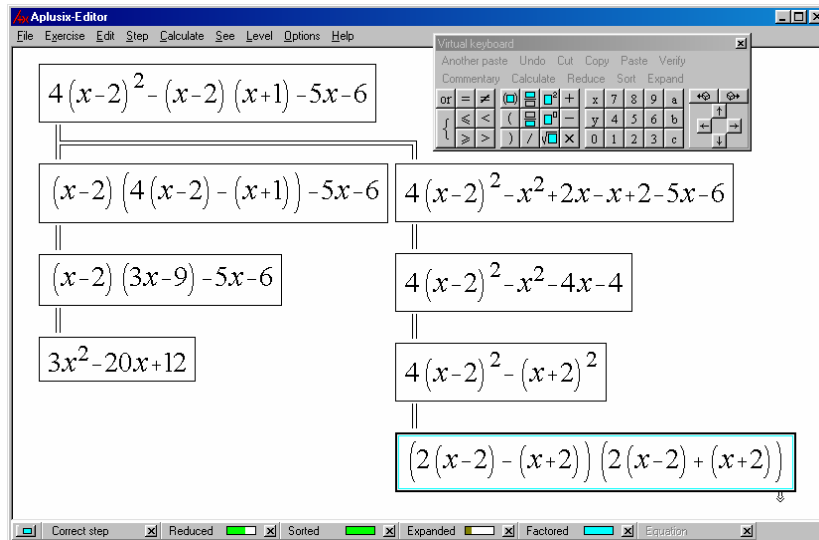 Aplusix-Editor
File Exercise Edit Step Calculate See Level Options Help
Virtual keyboard
Another paste Undo Cut Copy Paste Verify
Commentary Calculate Reduce Sort Expand
or = ≠ (□) □² + x 7 8 9 a
{ ⩽ < ( □ⁿ − y 4 5 6 b
⩾ > ) / √□ × 0 1 2 3 c
4(x−2)²−(x−2)(x+1)−5x−6
(x−2)(4(x−2)−(x+1))−5x−6
4(x−2)²−x²+2x−x+2−5x−6
(x−2)(3x−9)−5x−6
4(x−2)²−x²−4x−4
3x²−20x+12
4(x−2)²−(x+2)²
(2(x−2)−(x+2))(2(x−2)+(x+2))
Correct step Reduced Sorted Expanded Factored Equation